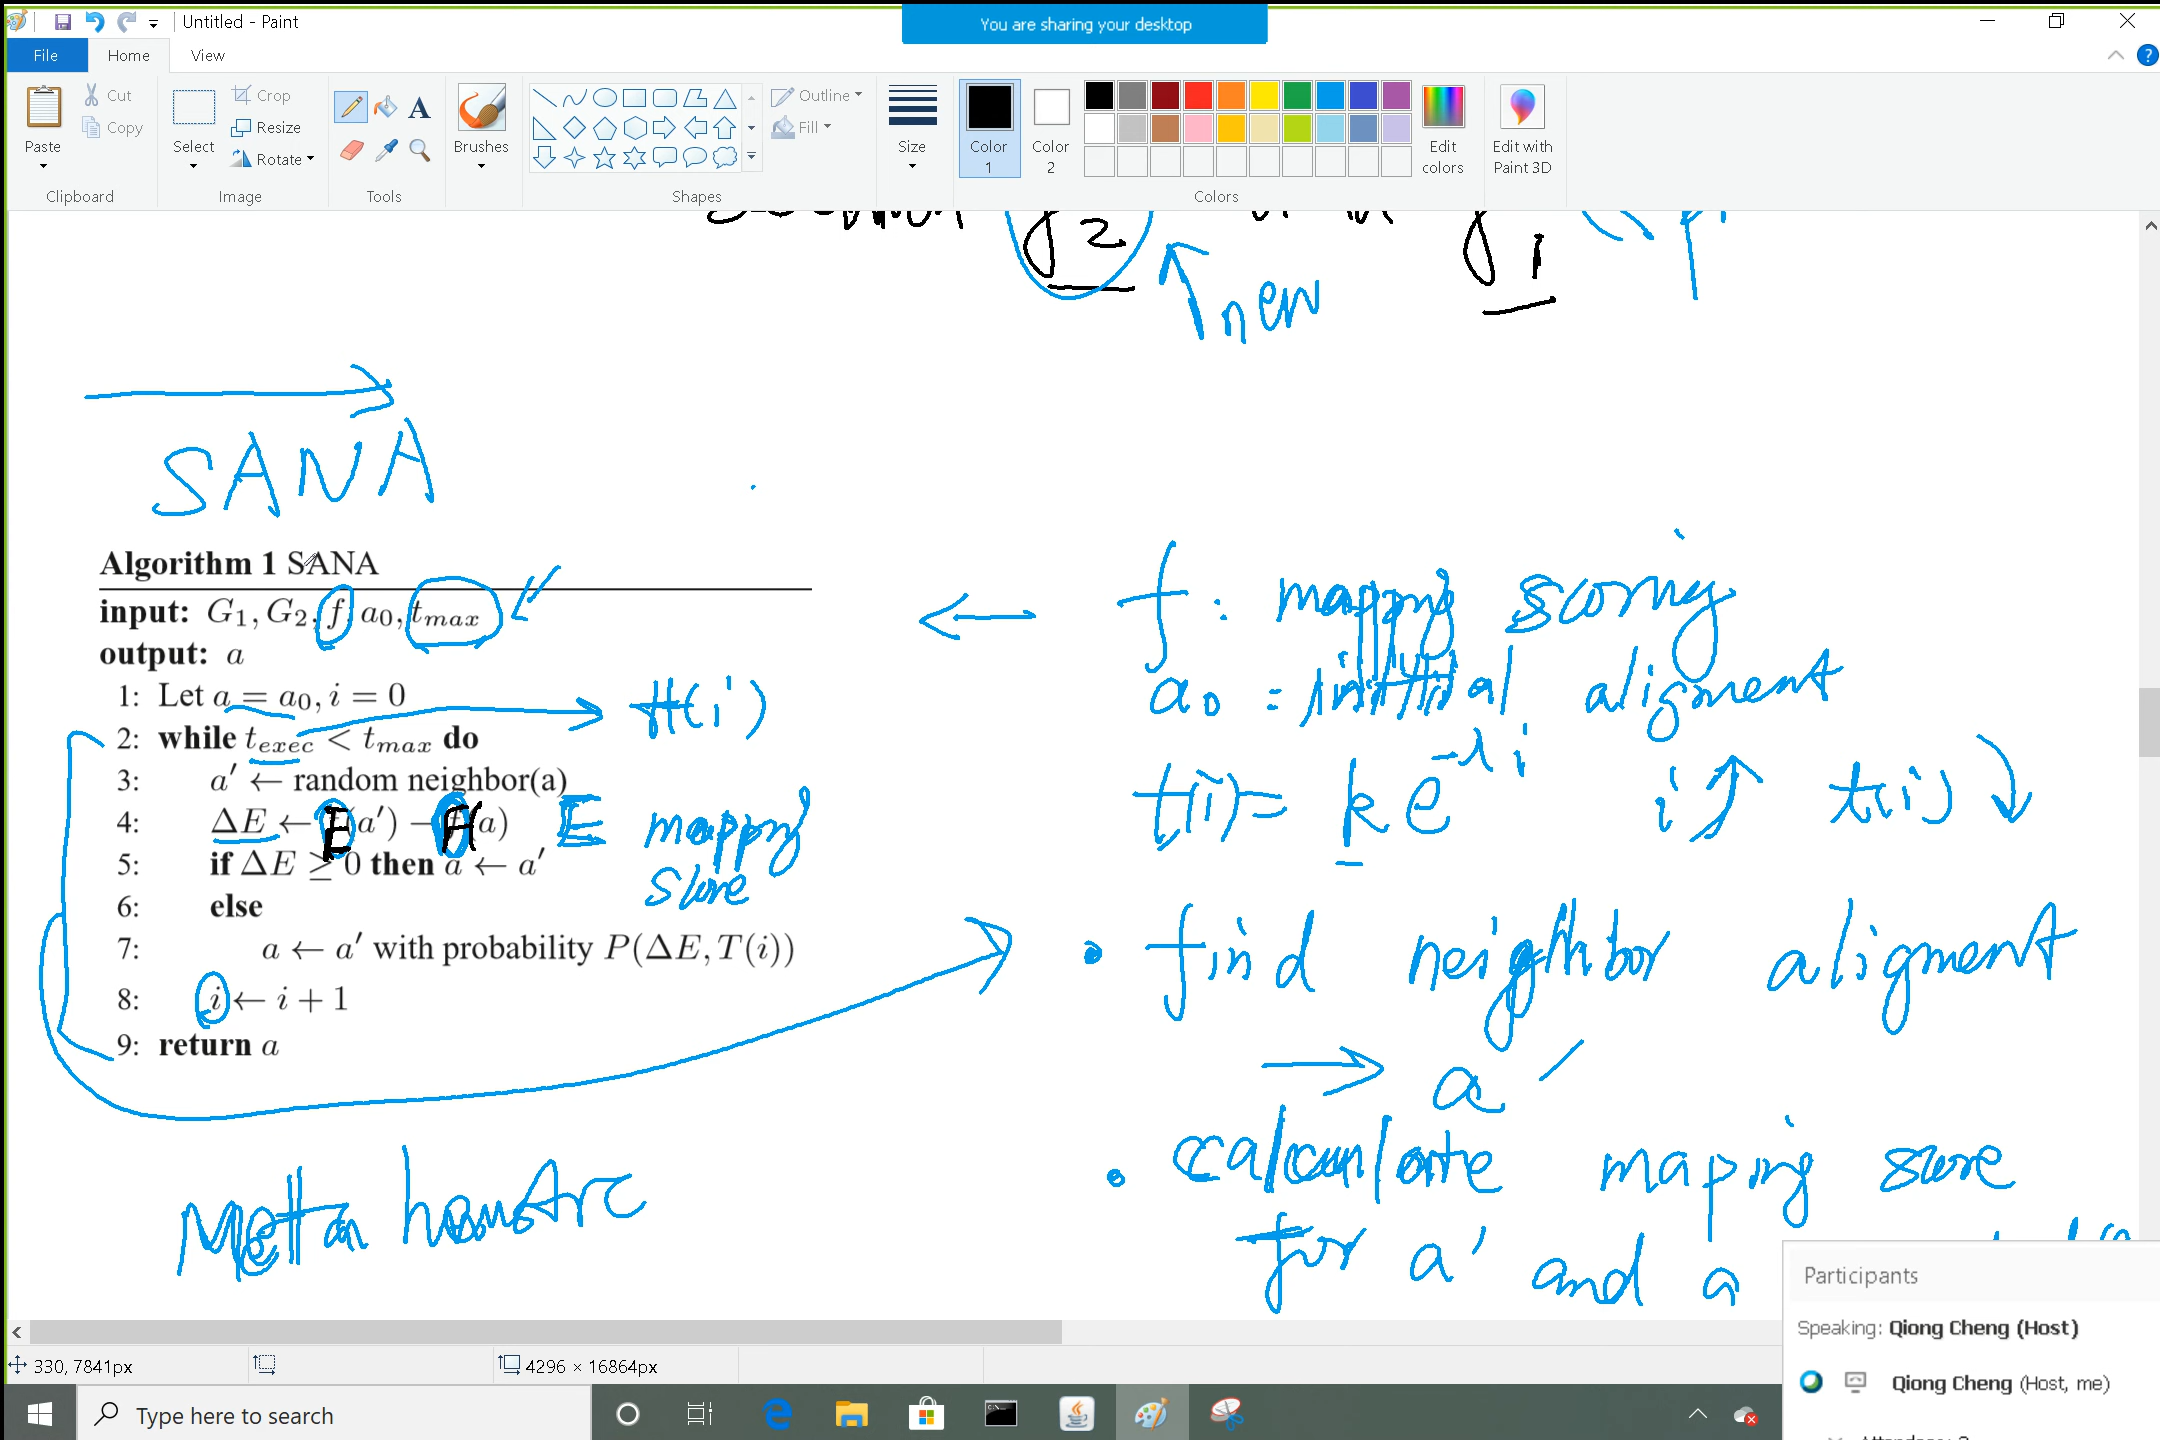 Untitled - Paint
You are sharing your desktop
File Home View
Cut
Copy
Paste
Clipboard
Crop
Resize
Rotate
Select
Image
Tools
Brushes
Shapes
Outline
Fill
Size
Color 1
Color 2
Colors
Edit colors
Edit with Paint 3D
new
SANA
Algorithm 1 SANA
input: G1, G2, f, a0, tmax
output: a
1: Let a = a0, i = 0
2: while texec < tmax do
3: a′ ← random neighbor(a)
4: ΔE ← E(a′) − (a)
5: if ΔE ≥ 0 then a ← a′
6: else
7: a ← a′ with probability P(ΔE, T(i))
8: i ← i + 1
9: return a
t(i)
E mapping
score
f: mapping scoring
a0 = initial aligment
t(i) = k e^-λi i↑ t(i)
• find neighbor aligment
→ a′
• calculate maping score
for a′ and a
Meta
Participants
Speaking: Qiong Cheng (Host)
Qiong Cheng (Host, me)
330, 7841px
4296 × 16864px
Type here to search